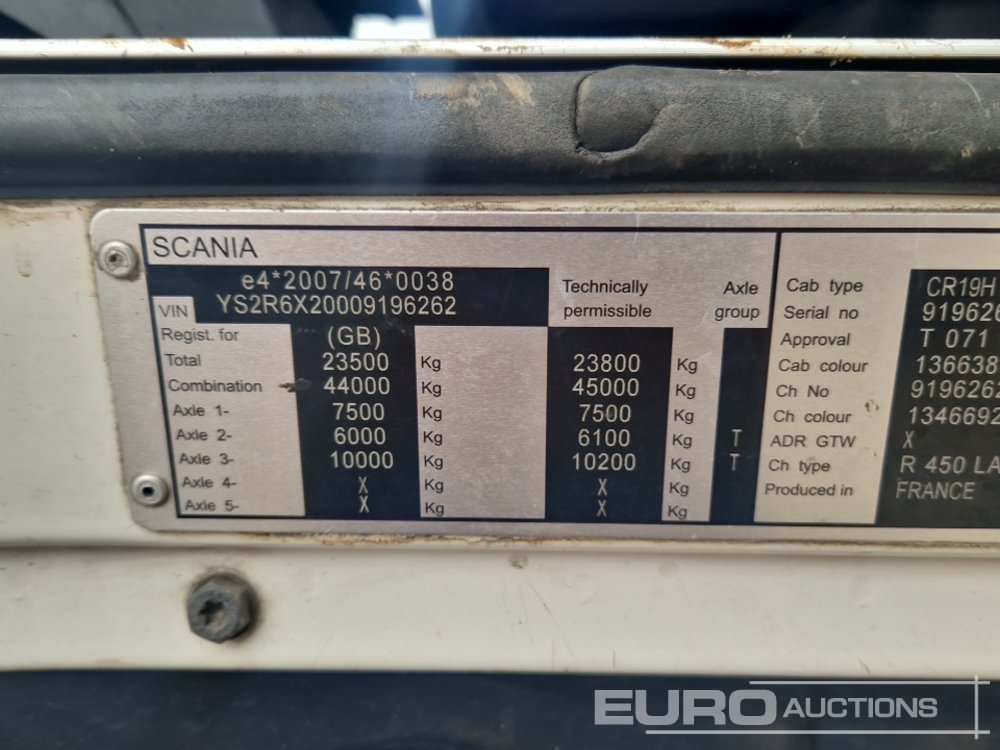 SCANIA
e4*2007/46*0038
VIN YS2R6X20009196262
Technically permissible
Axle group
Regist. for (GB)
Total 23500 Kg 23800 Kg
Combination 44000 Kg 45000 Kg
Axle 1- 7500 Kg 7500 Kg
Axle 2- 6000 Kg 6100 Kg T
Axle 3- 10000 Kg 10200 Kg T
Axle 4- X Kg X Kg
Axle 5- X Kg X Kg
Cab type CR19H
Serial no
Approval T 071
Cab colour 136638
Ch No
Ch colour 1346692
ADR GTW X
Ch type R 450 LA
Produced in FRANCE
EURO AUCTIONS